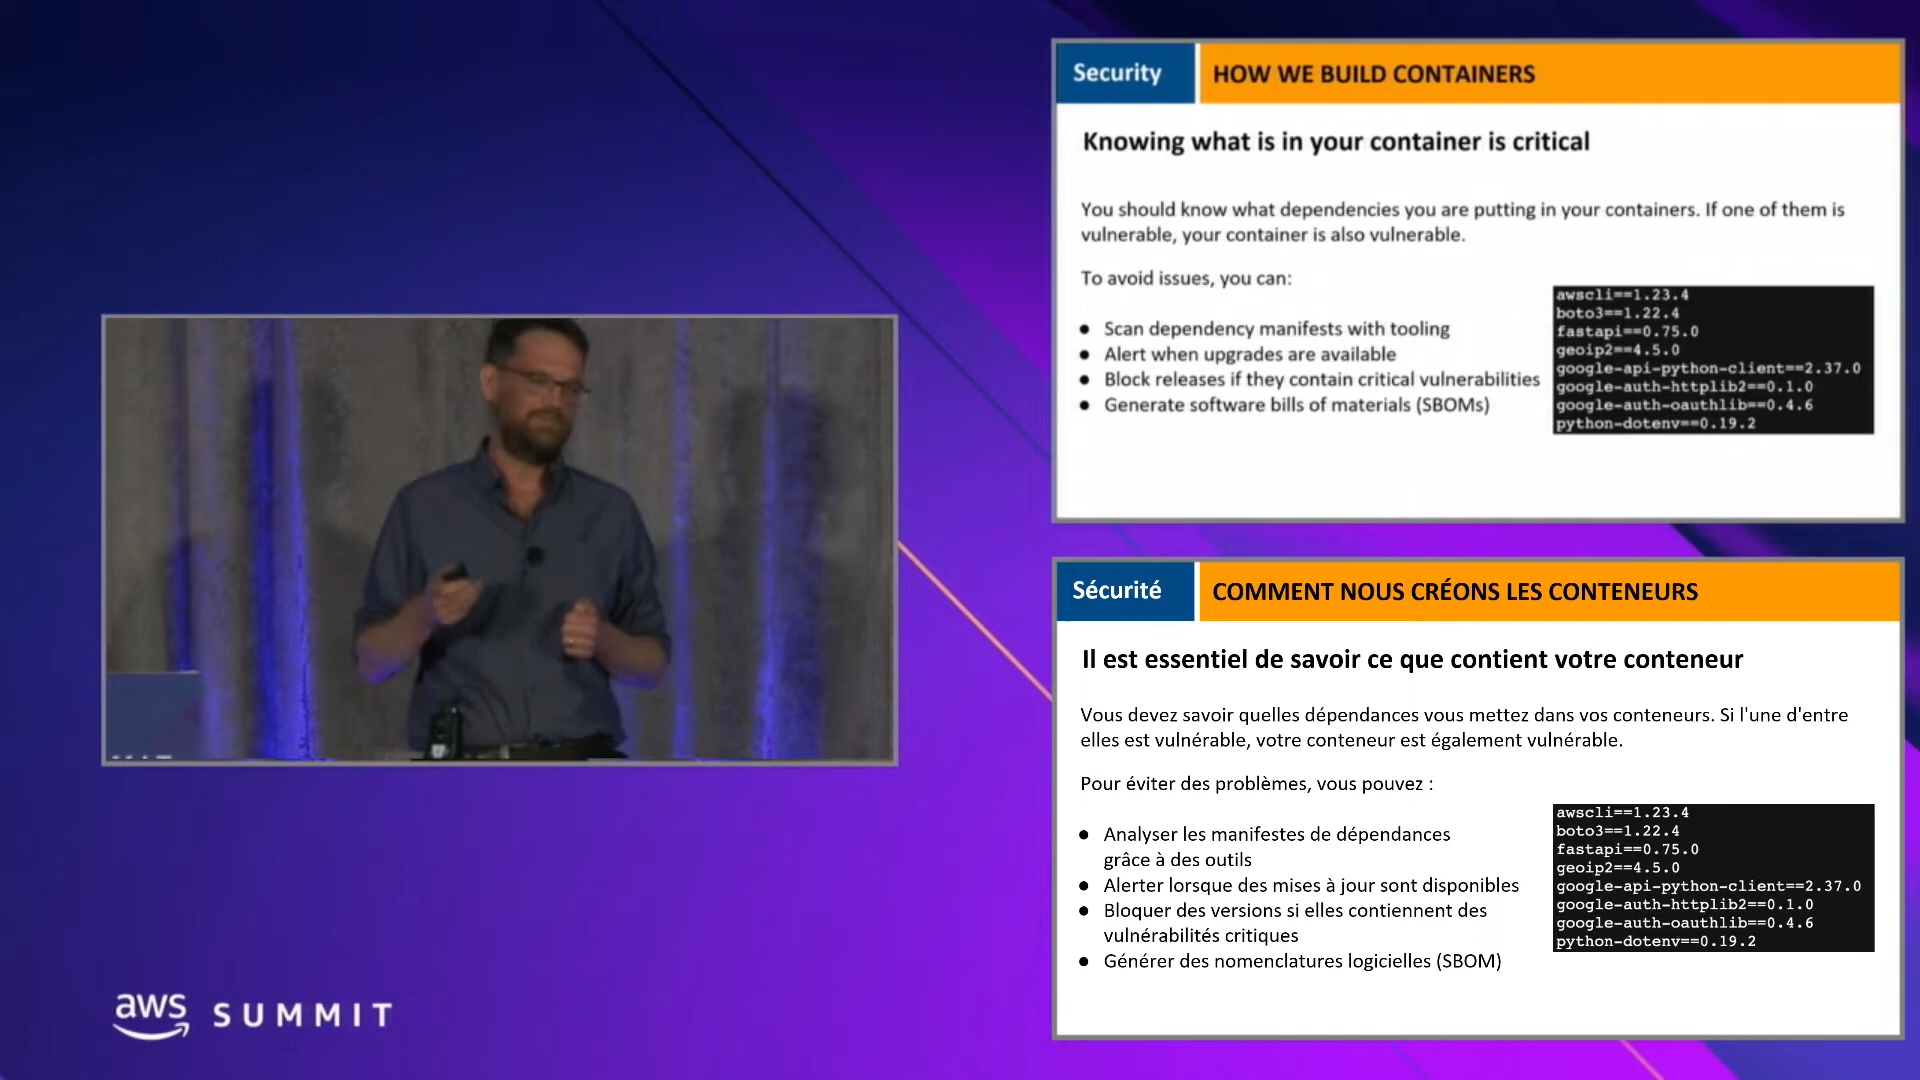 Security
HOW WE BUILD CONTAINERS
Knowing what is in your container is critical
You should know what dependencies you are putting in your containers. If one of them is
vulnerable, your container is also vulnerable.
To avoid issues, you can:
● Scan dependency manifests with tooling
● Alert when upgrades are available
● Block releases if they contain critical vulnerabilities
● Generate software bills of materials (SBOMs)
awscli==1.23.4
boto3==1.22.4
fastapi==0.75.0
geoip2==4.5.0
google-api-python-client==2.37.0
google-auth-httplib2==0.1.0
google-auth-oauthlib==0.4.6
python-dotenv==0.19.2
Sécurité
COMMENT NOUS CRÉONS LES CONTENEURS
Il est essentiel de savoir ce que contient votre conteneur
Vous devez savoir quelles dépendances vous mettez dans vos conteneurs. Si l'une d'entre
elles est vulnérable, votre conteneur est également vulnérable.
Pour éviter des problèmes, vous pouvez :
● Analyser les manifestes de dépendances
grâce à des outils
● Alerter lorsque des mises à jour sont disponibles
● Bloquer des versions si elles contiennent des
vulnérabilités critiques
● Générer des nomenclatures logicielles (SBOM)
awscli==1.23.4
boto3==1.22.4
fastapi==0.75.0
geoip2==4.5.0
google-api-python-client==2.37.0
google-auth-httplib2==0.1.0
google-auth-oauthlib==0.4.6
python-dotenv==0.19.2
aws SUMMIT